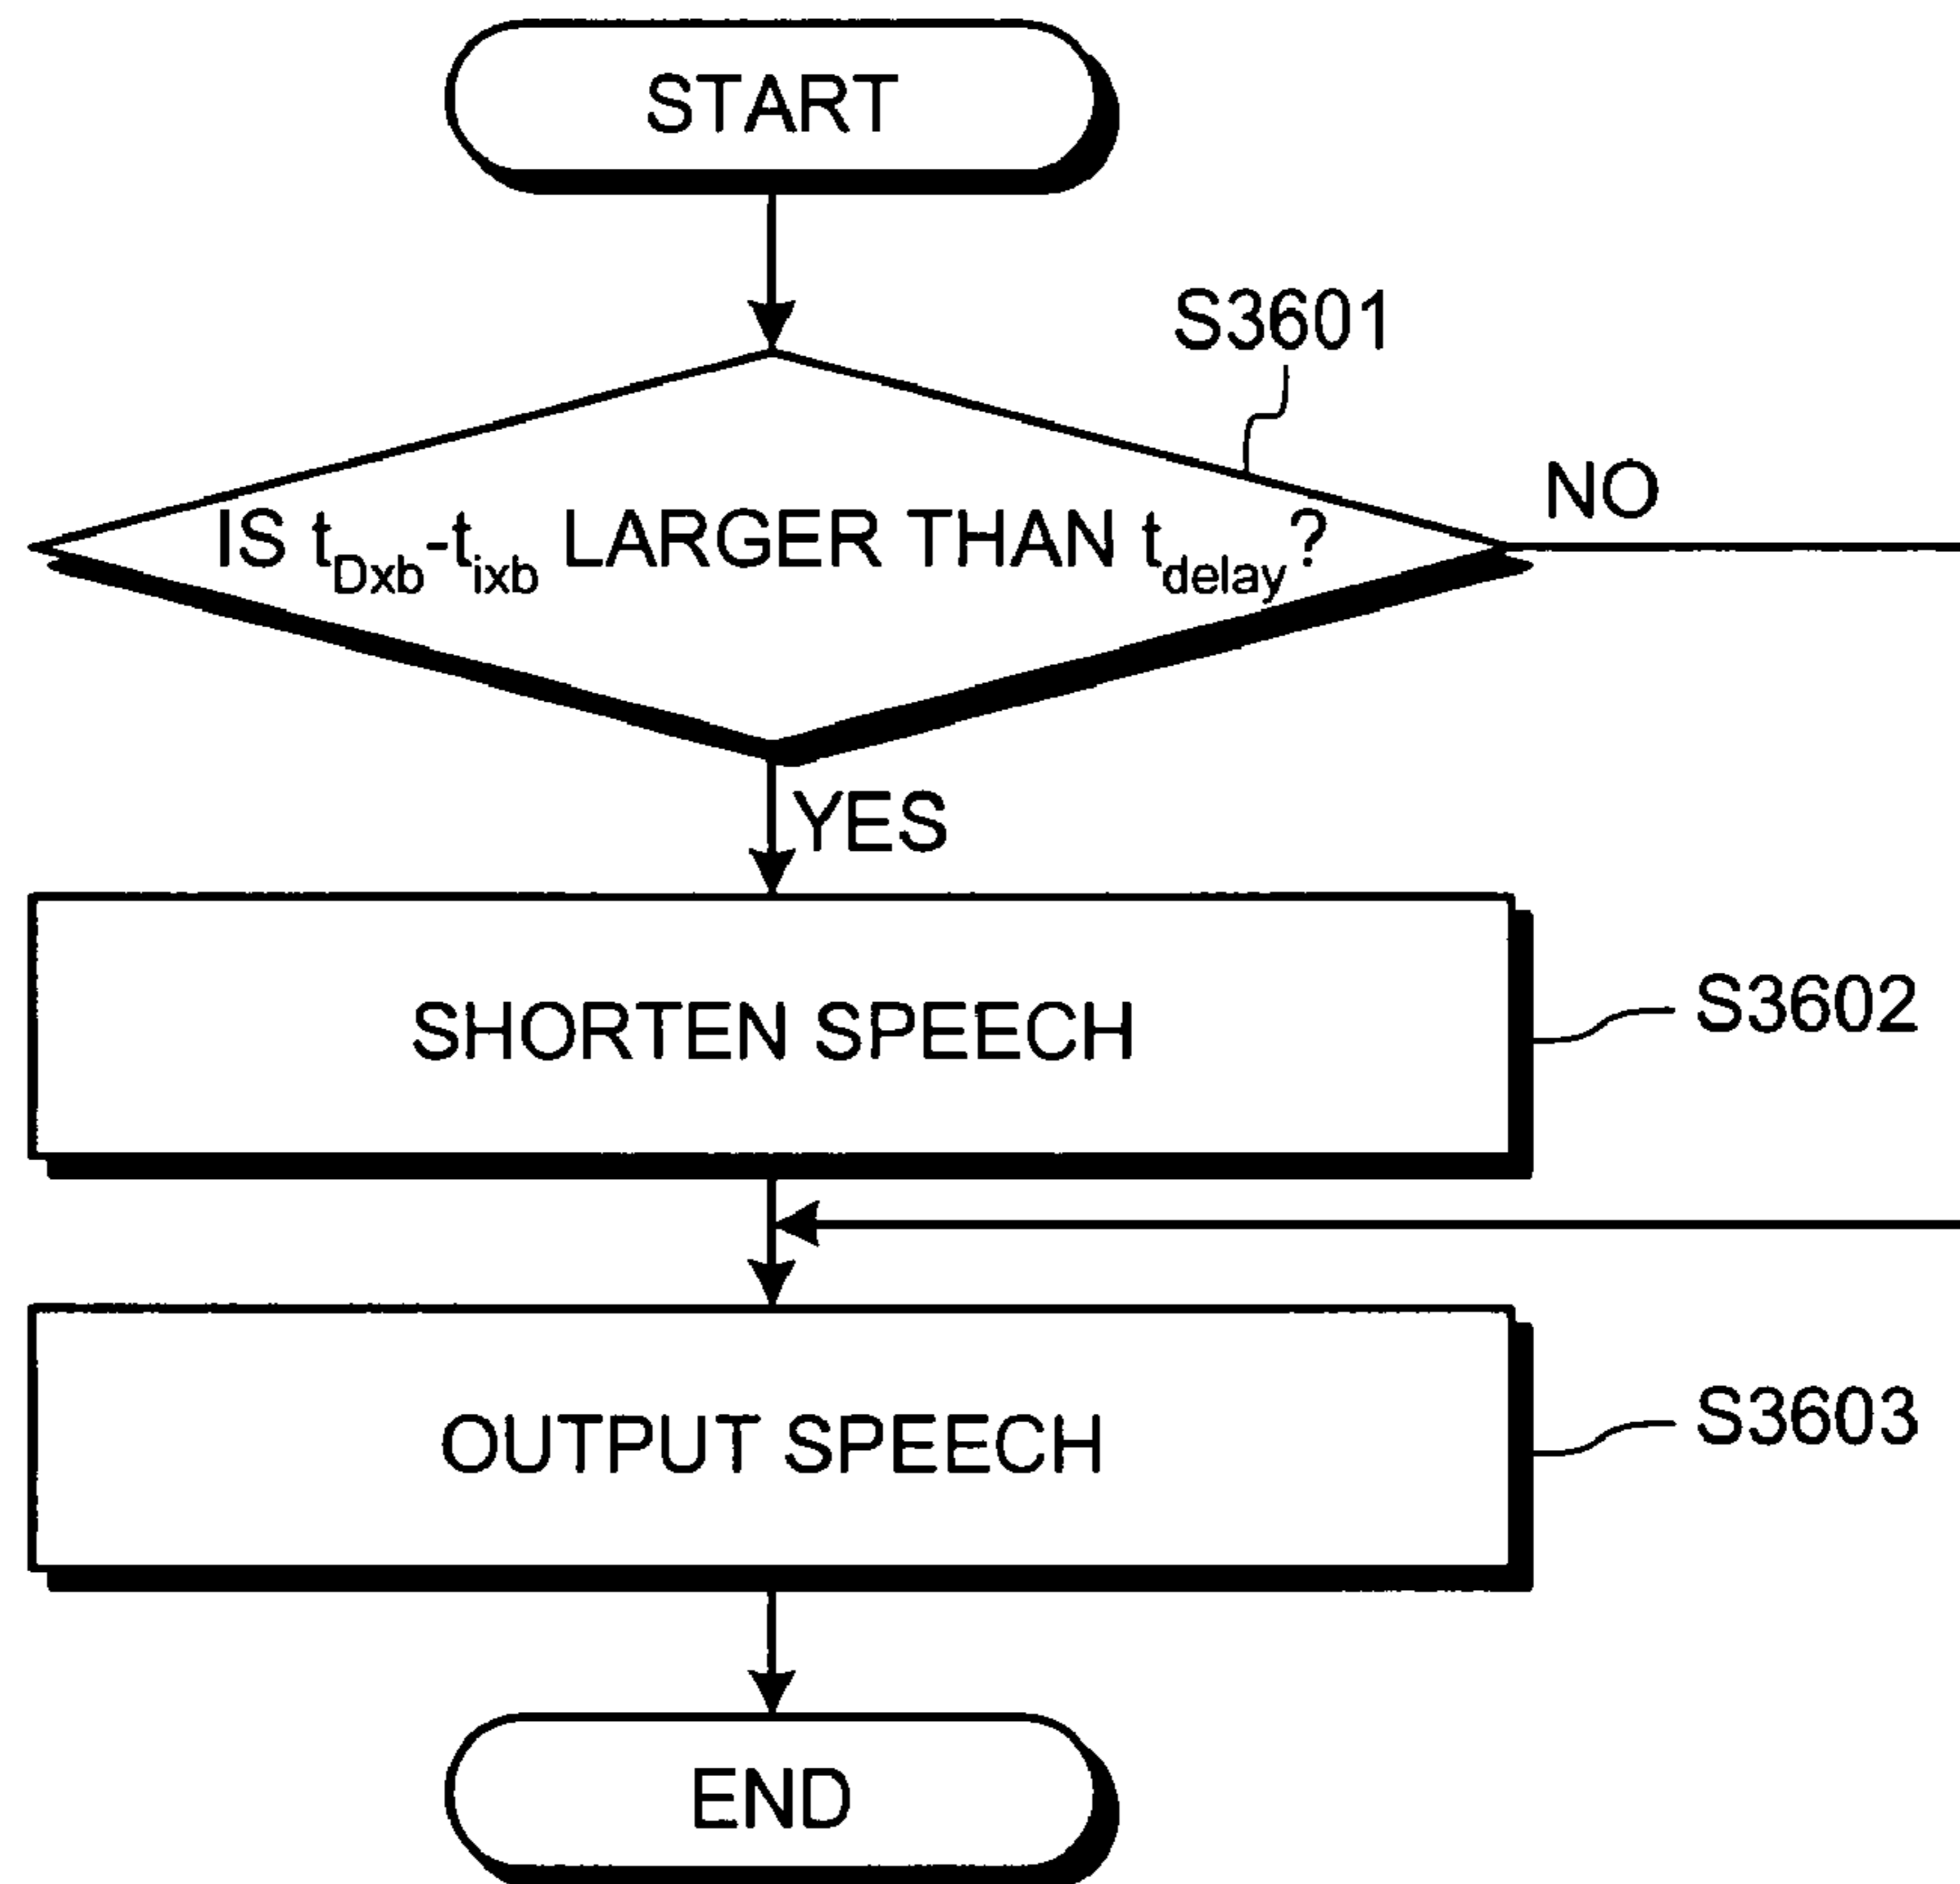 START
S3601
NO
IS tDxb-tixb LARGER THAN tdelay?
YES
SHORTEN SPEECH
S3602
OUTPUT SPEECH
S3603
END